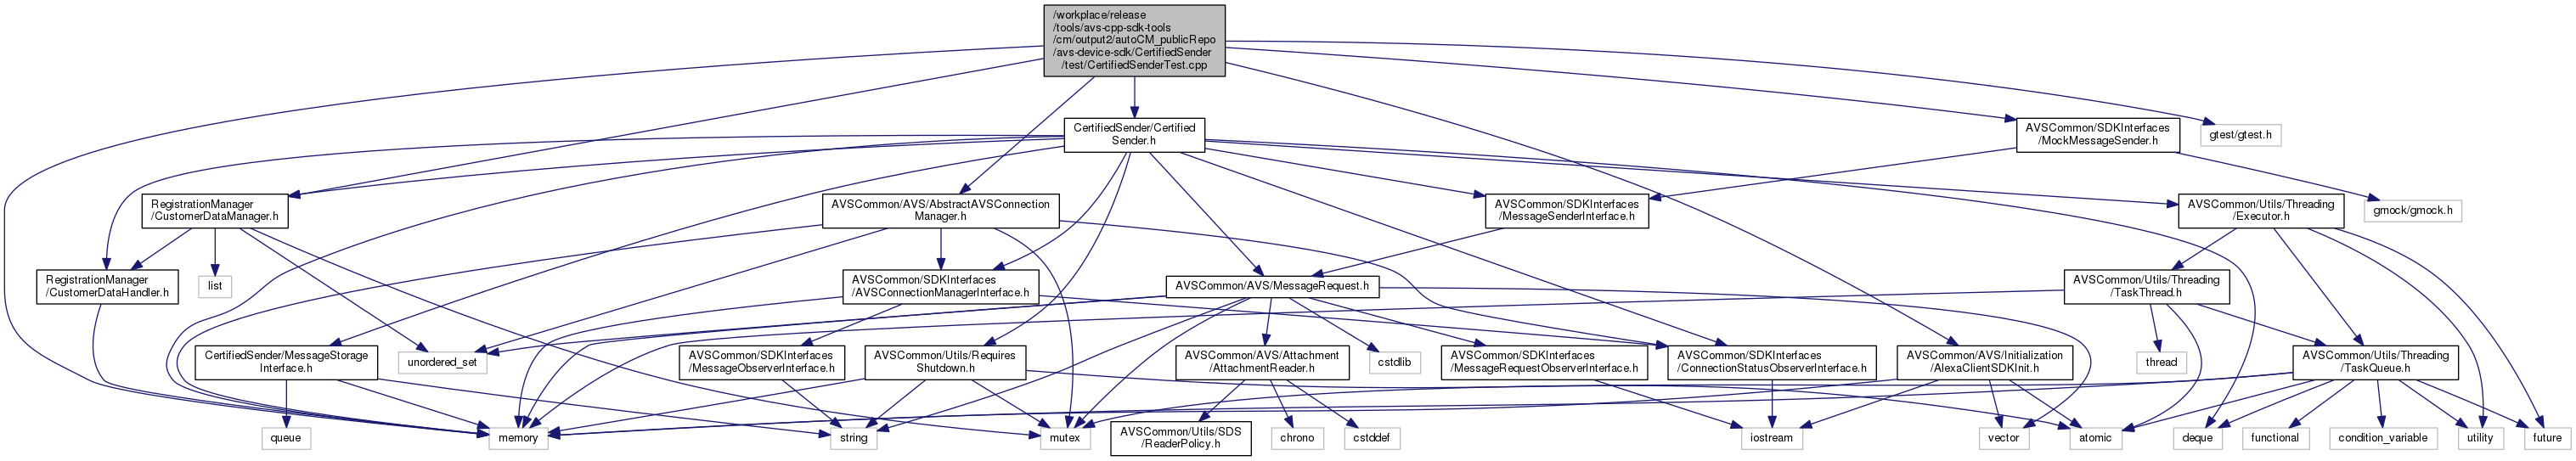 /workplace/release
/tools/avs-cpp-sdk-tools
/cm/output2/autoCM_publicRepo
/avs-device-sdk/CertifiedSender
/test/CertifiedSenderTest.cpp
CertifiedSender/Certified
Sender.h
AVSCommon/SDKInterfaces
/MockMessageSender.h
gtest/gtest.h
RegistrationManager
/CustomerDataManager.h
AVSCommon/AVS/AbstractAVSConnection
Manager.h
AVSCommon/SDKInterfaces
/MessageSenderInterface.h
AVSCommon/Utils/Threading
/Executor.h
gmock/gmock.h
RegistrationManager
/CustomerDataHandler.h
list
AVSCommon/SDKInterfaces
/AVSConnectionManagerInterface.h
AVSCommon/AVS/MessageRequest.h
AVSCommon/Utils/Threading
/TaskThread.h
CertifiedSender/MessageStorage
Interface.h
unordered_set
AVSCommon/SDKInterfaces
/MessageObserverInterface.h
AVSCommon/Utils/Requires
Shutdown.h
AVSCommon/AVS/Attachment
/AttachmentReader.h
cstdlib
AVSCommon/SDKInterfaces
/MessageRequestObserverInterface.h
AVSCommon/SDKInterfaces
/ConnectionStatusObserverInterface.h
AVSCommon/AVS/Initialization
/AlexaClientSDKInit.h
thread
AVSCommon/Utils/Threading
/TaskQueue.h
queue
memory
string
mutex
AVSCommon/Utils/SDS
/ReaderPolicy.h
chrono
cstddef
iostream
vector
atomic
deque
functional
condition_variable
utility
future